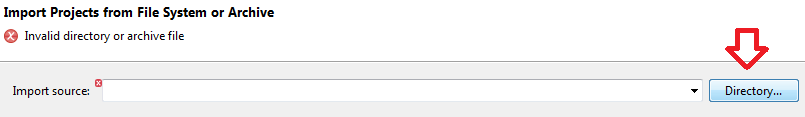 Import Projects from File System or Archive
Invalid directory or archive file
Import source:
Directory...